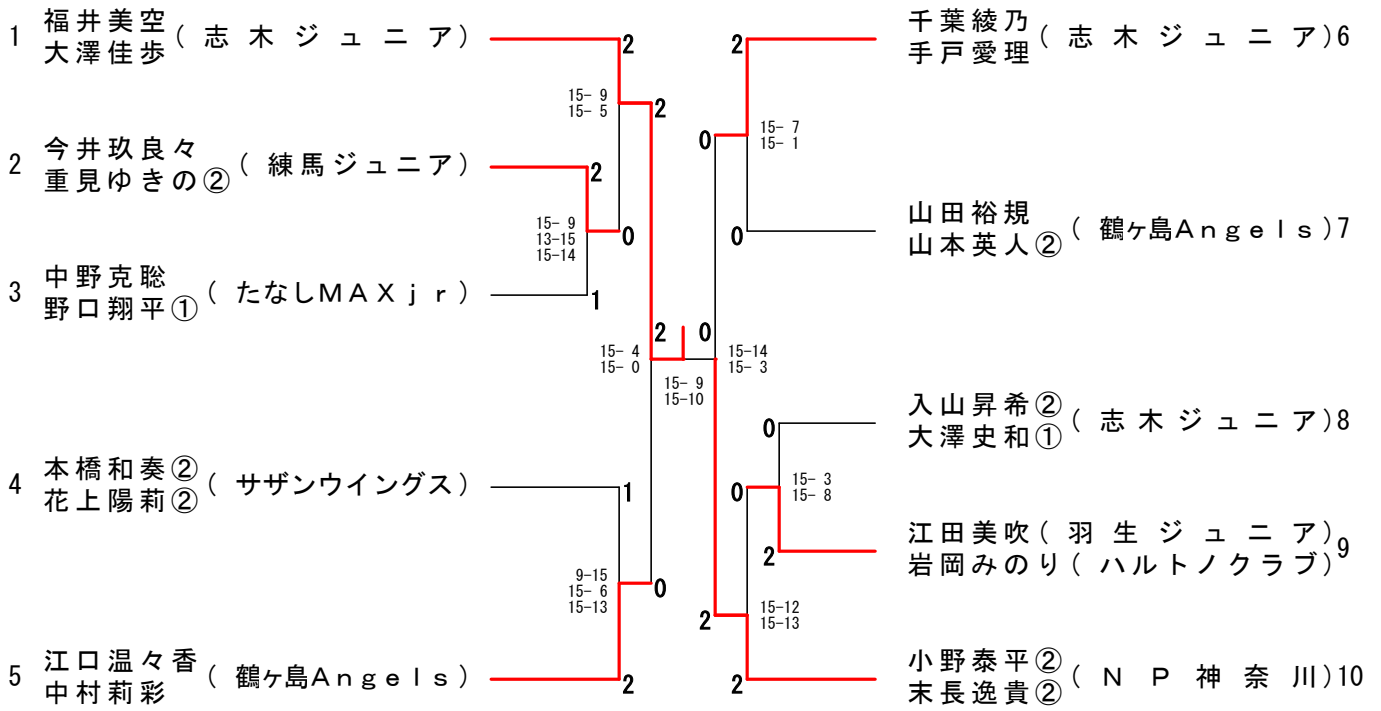 1 福井美空 ( 志木ジュニア )
大澤佳歩
2
2
15- 9
15- 5
2 今井玖良々 ( 練馬ジュニア )
重見ゆきの②
2
0
15- 9
13-15
15-14
3 中野克聡 ( たなしMAXjr )
野口翔平①
1
2
15- 4
15- 0
4 本橋和奏② ( サザンウイングス )
花上陽莉②
1
0
9-15
15- 6
15-13
5 江口温々香 ( 鶴ヶ島Angels )
中村莉彩
2
15- 9
15-10
千葉綾乃 ( 志木ジュニア ) 6
手戸愛理
2
0
15- 7
15- 1
山田裕規 ( 鶴ヶ島Angels ) 7
山本英人②
0
0
15-14
15- 3
入山昇希② ( 志木ジュニア ) 8
大澤史和①
0
0
15- 3
15- 8
江田美吹 ( 羽生ジュニア ) 9
岩岡みのり ( ハルトノクラブ )
2
2
15-12
15-13
小野泰平② ( NP神奈川 ) 10
末長逸貴②
2